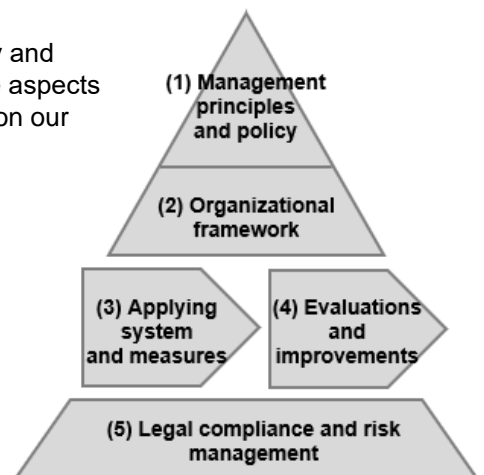 and
aspects
on our
(1) Management
principles
and policy
(2) Organizational
framework
(3) Applying
system
and measures
(4) Evaluations
and
improvements
(5) Legal compliance and risk
management